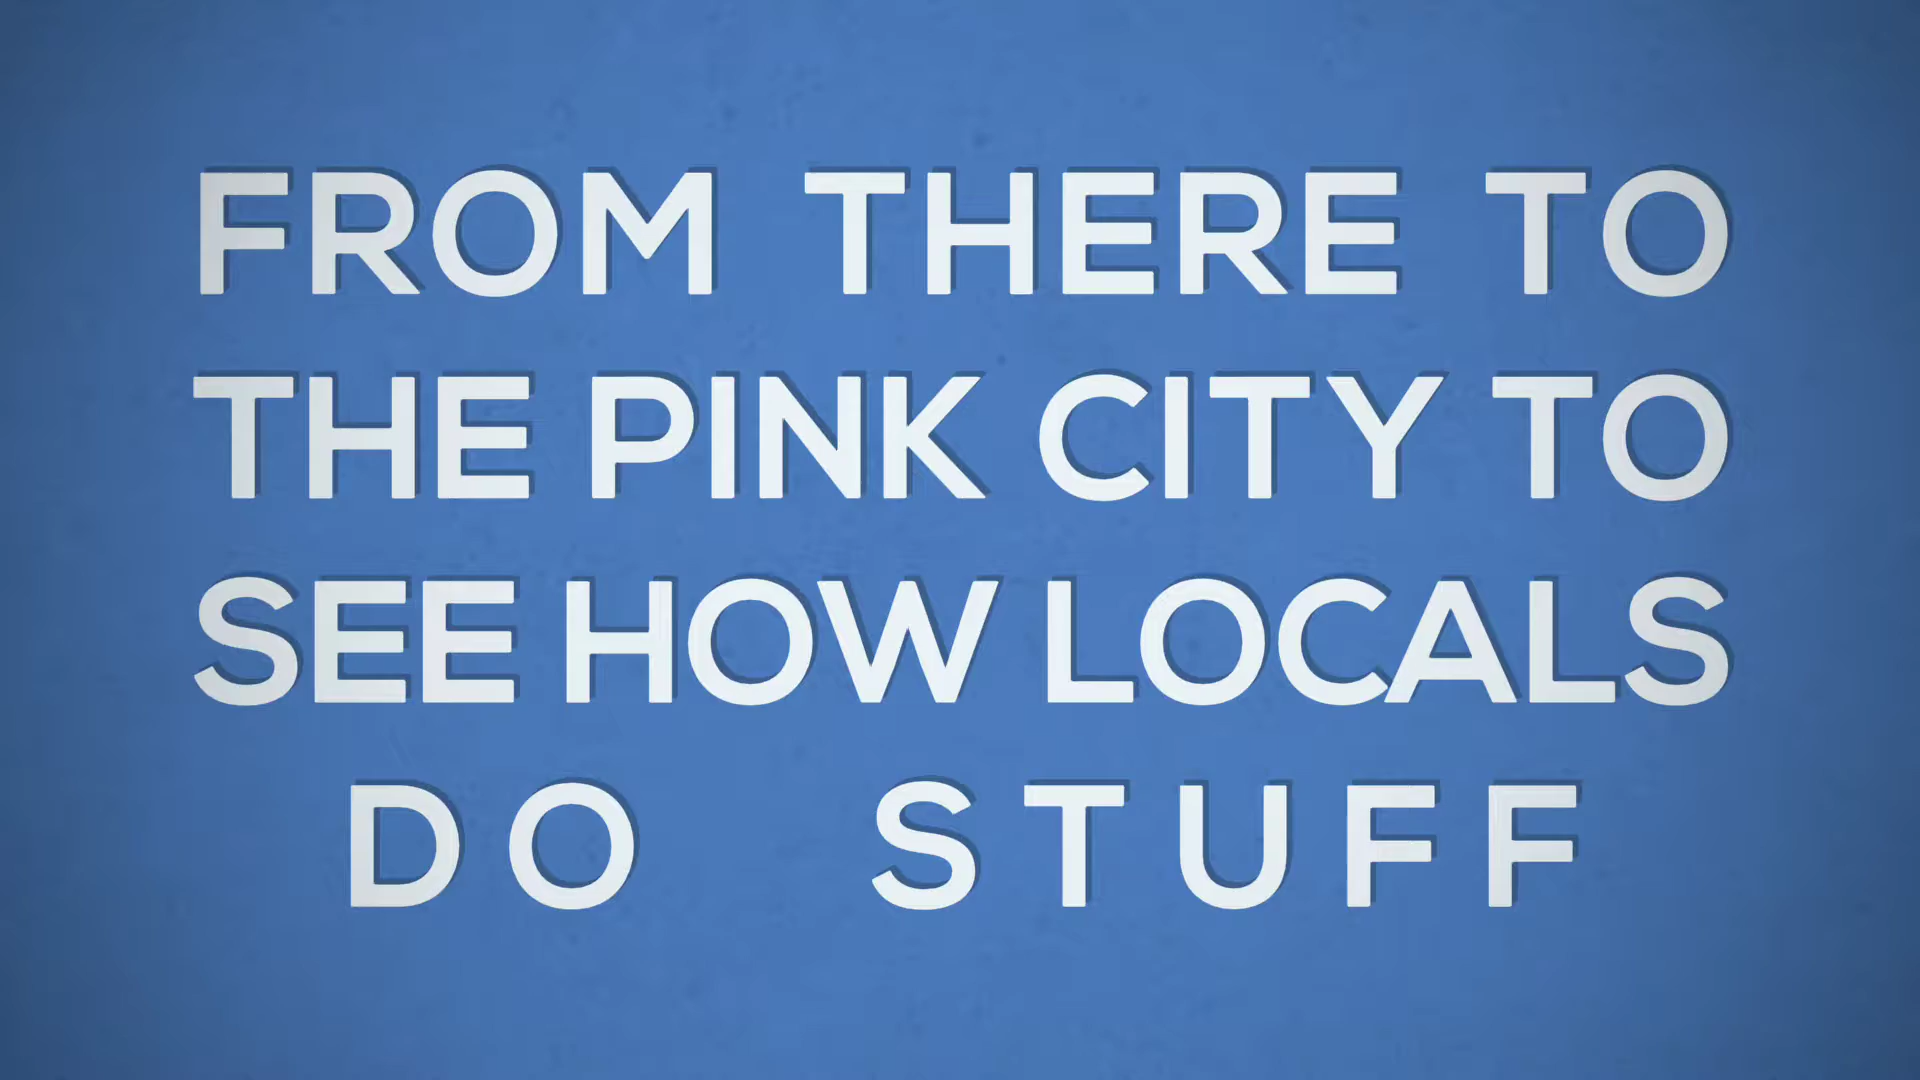 FROM THERE TO
THE PINK CITY TO
SEE HOW LOCALS
DO STUFF